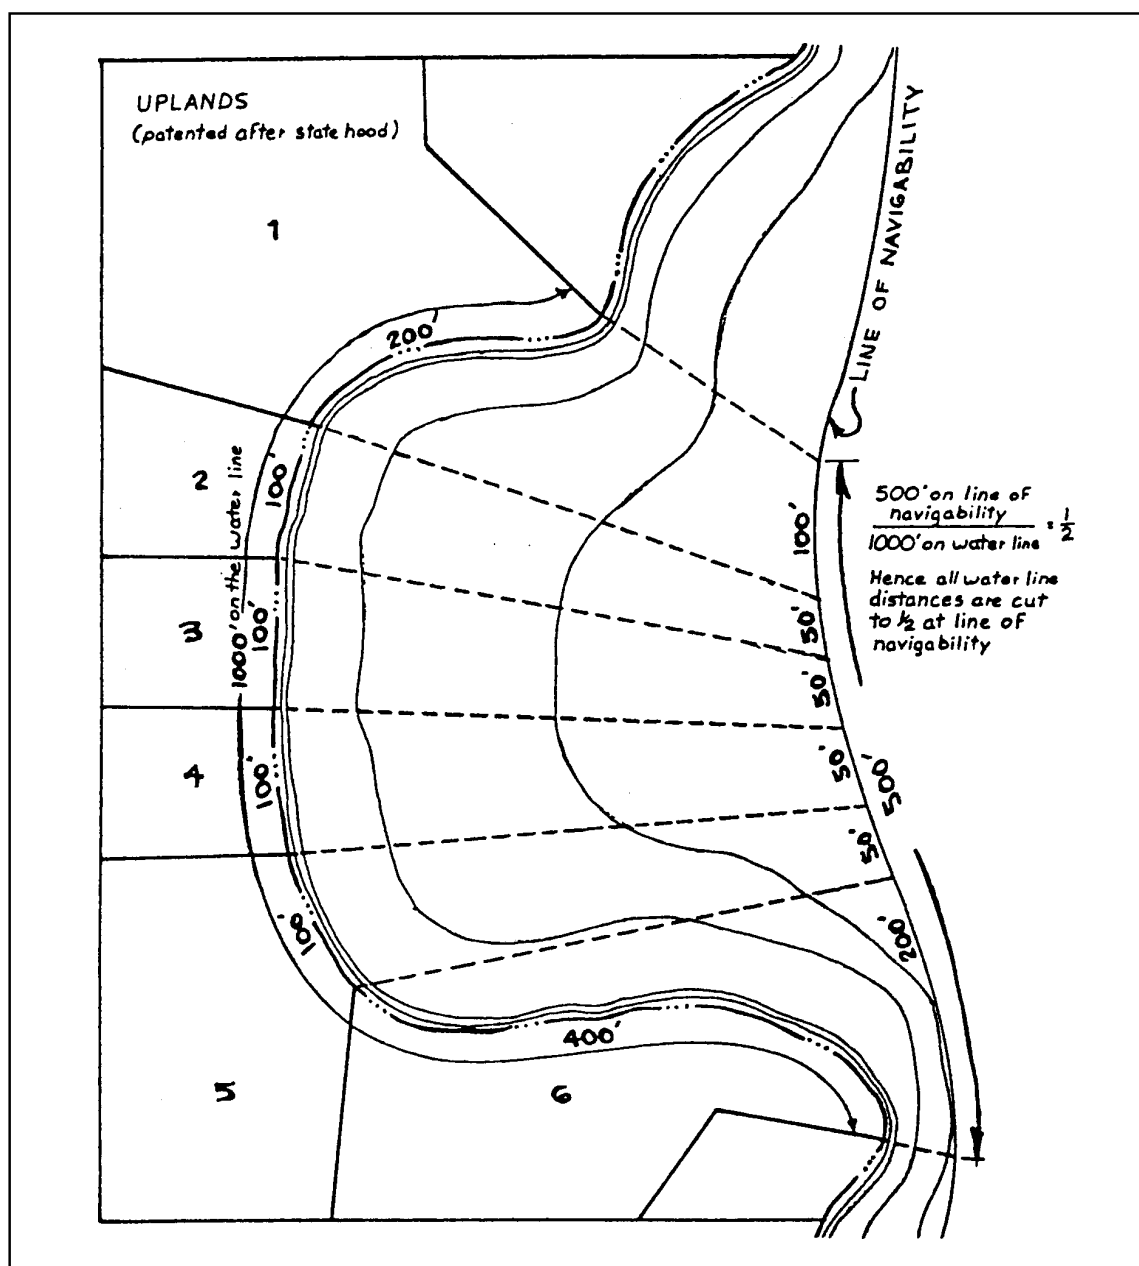 UPLANDS
(patented after statehood)
1
200'
2
100'
1000' on the water line
3
100'
4
100'
100'
5
6
400'
LINE OF NAVIGABILITY
100'
50'
50'
50'
500'
50'
200'
500' on line of
navigability
1000' on water line = 1/2
Hence all water line
distances are cut
to 1/2 at line of
navigability